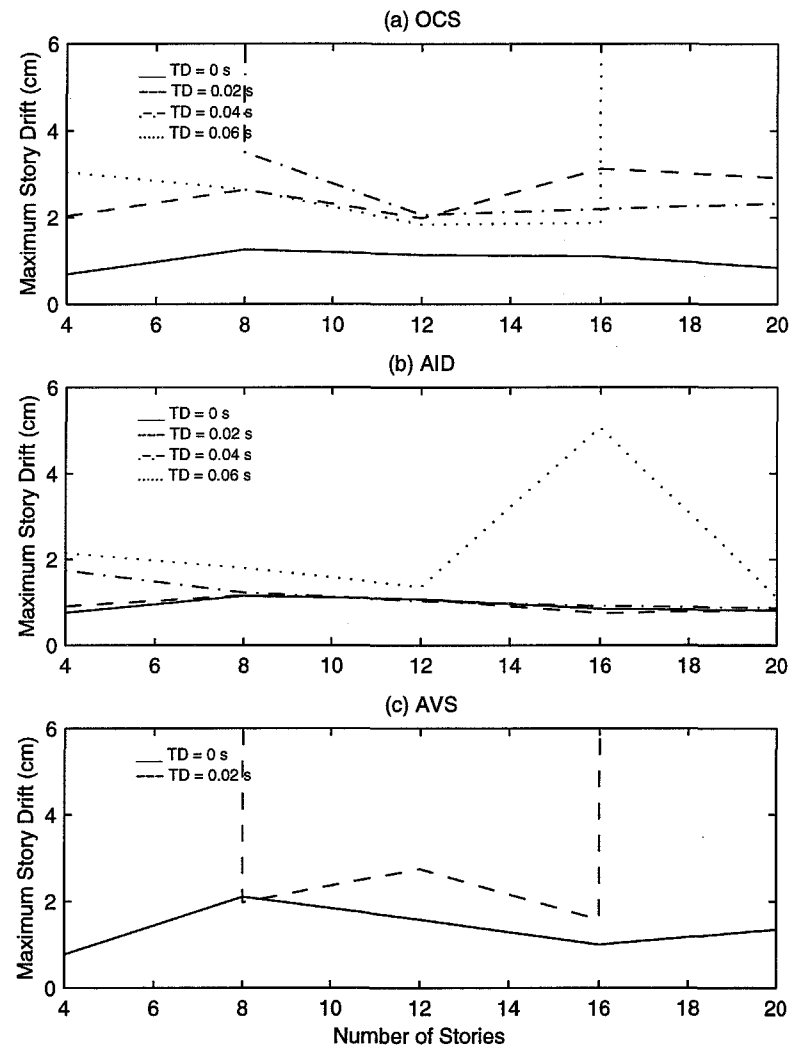 (a) OCS
Maximum Story Drift (cm)
6
4
2
0
TD = 0 s
TD = 0.02 s
TD = 0.04 s
TD = 0.06 s
4 6 8 10 12 14 16 18 20
(b) AID
Maximum Story Drift (cm)
6
4
2
0
TD = 0 s
TD = 0.02 s
TD = 0.04 s
TD = 0.06 s
4 6 8 10 12 14 16 18 20
(c) AVS
Maximum Story Drift (cm)
6
4
2
0
TD = 0 s
TD = 0.02 s
4 6 8 10 12 14 16 18 20
Number of Stories